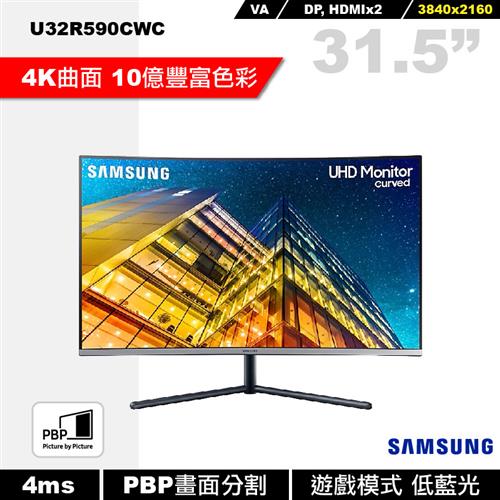 U32R590CWC
VA
DP, HDMIx2
3840x2160
31.5”
4K曲面 10億豐富色彩
SAMSUNG
UHD Monitor
curved
PBP
Picture by Picture
SAMSUNG
4ms
PBP畫面分割
遊戲模式 低藍光